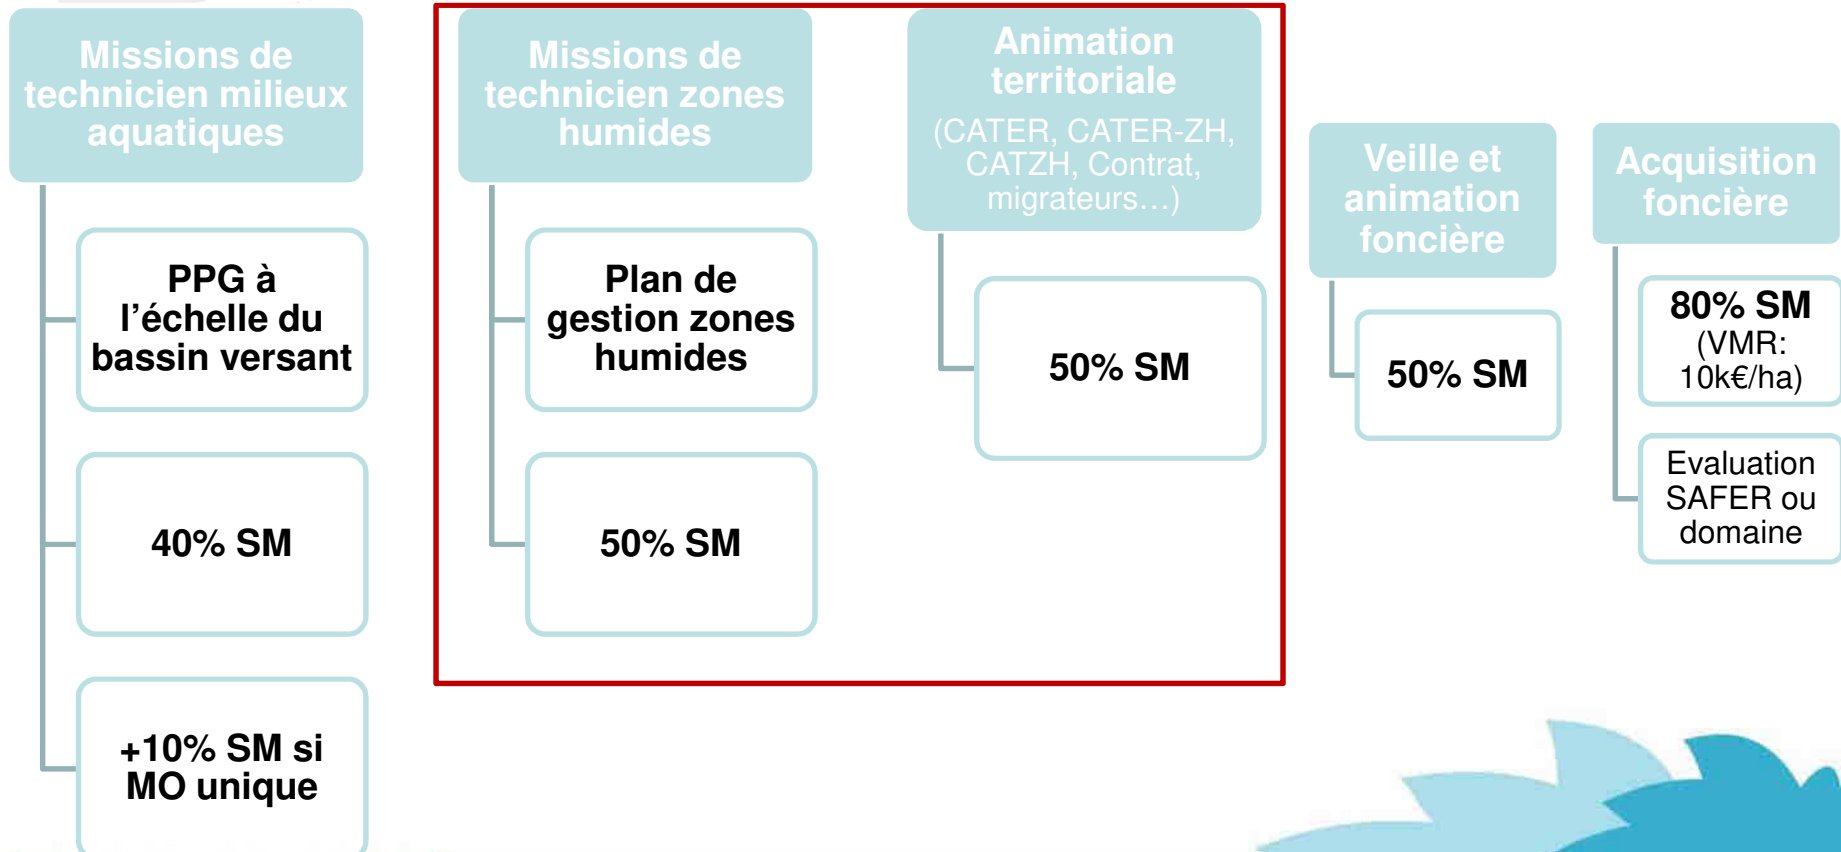 Missions de
technicien milieux
aquatiques
PPG à
l’échelle du
bassin versant
40% SM
+10% SM si
MO unique
Missions de
technicien zones
humides
Plan de
gestion zones
humides
50% SM
Animation
territoriale
(CATER, CATER-ZH,
CATZH, Contrat,
migrateurs…)
50% SM
Veille et
animation
foncière
50% SM
Acquisition
foncière
80% SM
(VMR:
10k€/ha)
Evaluation
SAFER ou
domaine